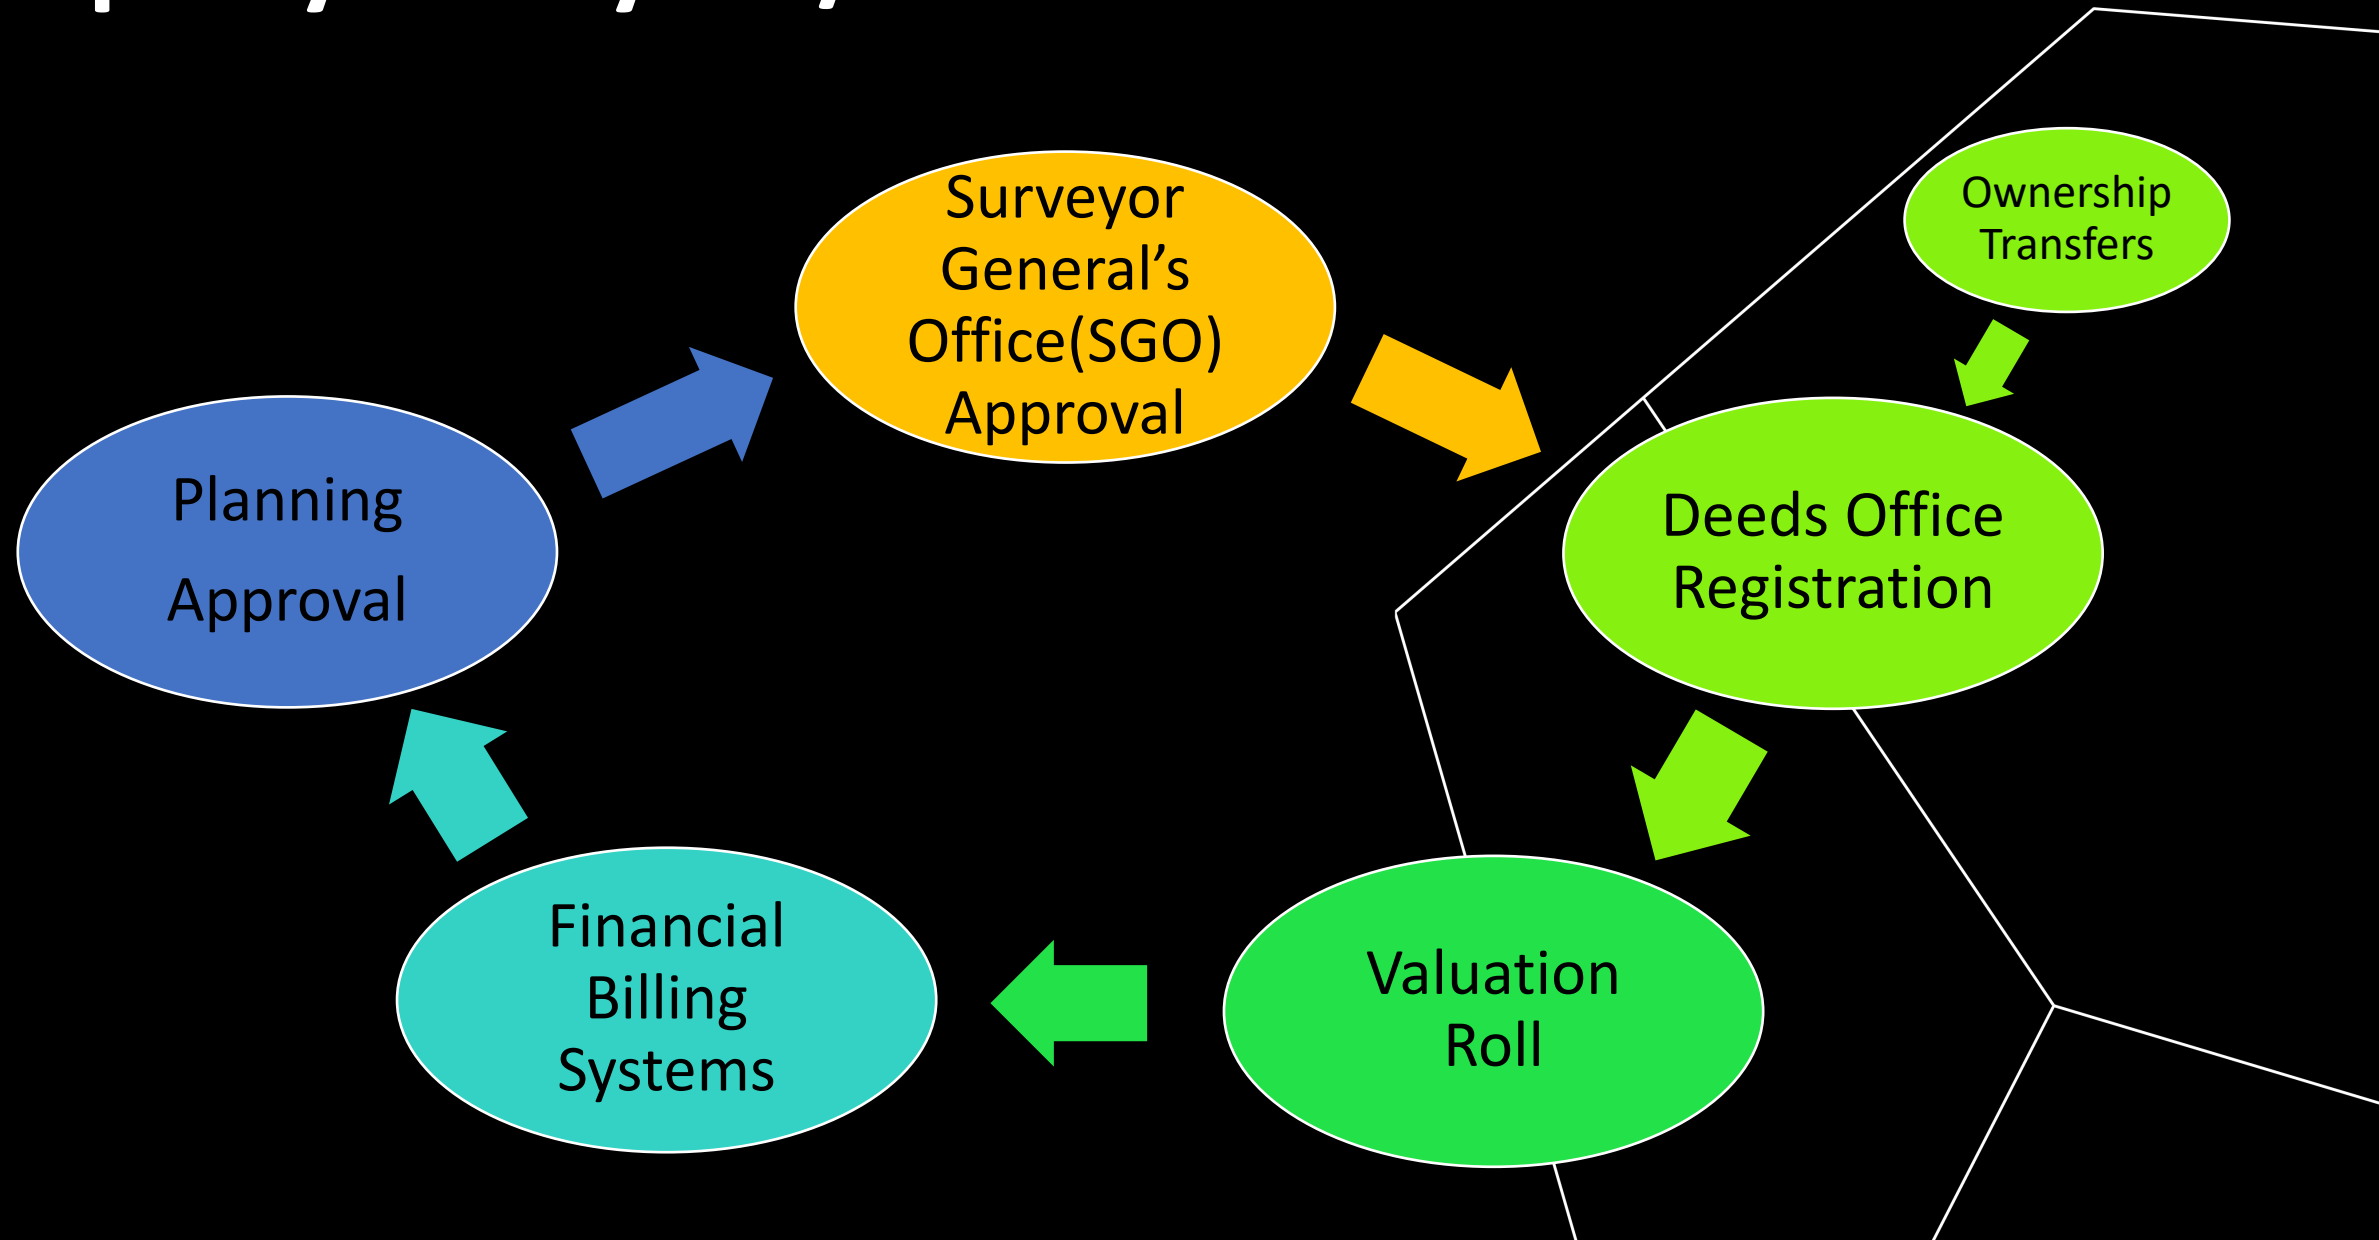 Surveyor
General’s
Office(SGO)
Approval
Ownership
Transfers
Planning
Approval
Deeds Office
Registration
Financial
Billing
Systems
Valuation
Roll